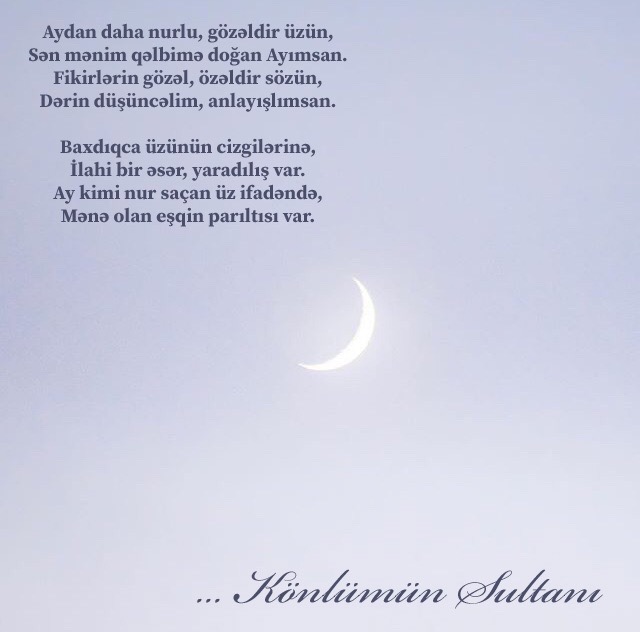 Aydan daha nurlu, gözəldir üzün,
Sən mənim qəlbimə doğan Ayımsan.
Fikirlərin gözəl, özəldir sözün,
Dərin düşüncəlim, anlayışlımsan.
Baxdıqca üzünün cizgilərinə,
İlahi bir əsər, yaradılış var.
Ay kimi nur saçan üz ifadəndə,
Mənə olan eşqin parıltısı var.
... Könlümün Sultanı